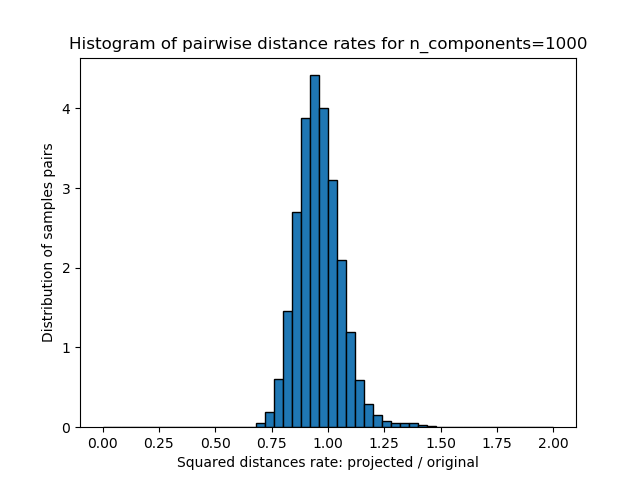 Histogram of pairwise distance rates for n_components=1000
Distribution of samples pairs
4
3
2
1
0
0.00 0.25 0.50 0.75 1.00 1.25 1.50 1.75 2.00
Squared distances rate: projected / original